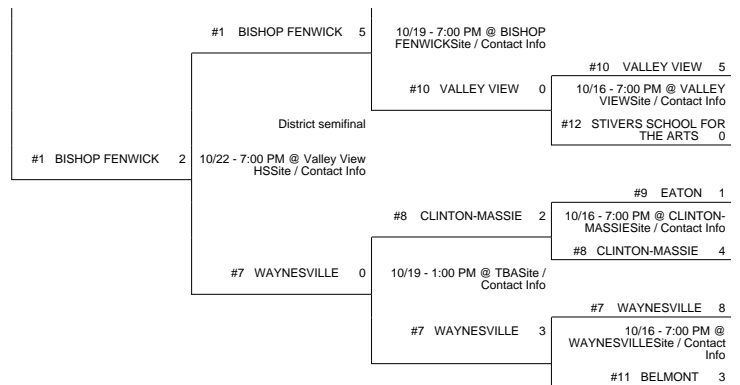 #1 BISHOP FENWICK 5
10/19 - 7:00 PM @ BISHOP
FENWICKSite / Contact Info
#10 VALLEY VIEW 5
#10 VALLEY VIEW 0
10/16 - 7:00 PM @ VALLEY
VIEWSite / Contact Info
#12 STIVERS SCHOOL FOR
THE ARTS 0
District semifinal
#1 BISHOP FENWICK 2
10/22 - 7:00 PM @ Valley View
HSSite / Contact Info
#9 EATON 1
#8 CLINTON-MASSIE 2
10/16 - 7:00 PM @ CLINTON-
MASSIESite / Contact Info
#8 CLINTON-MASSIE 4
#7 WAYNESVILLE 0
10/19 - 1:00 PM @ TBASite /
Contact Info
#7 WAYNESVILLE 8
#7 WAYNESVILLE 3
10/16 - 7:00 PM @
WAYNESVILLESite / Contact
Info
#11 BELMONT 3